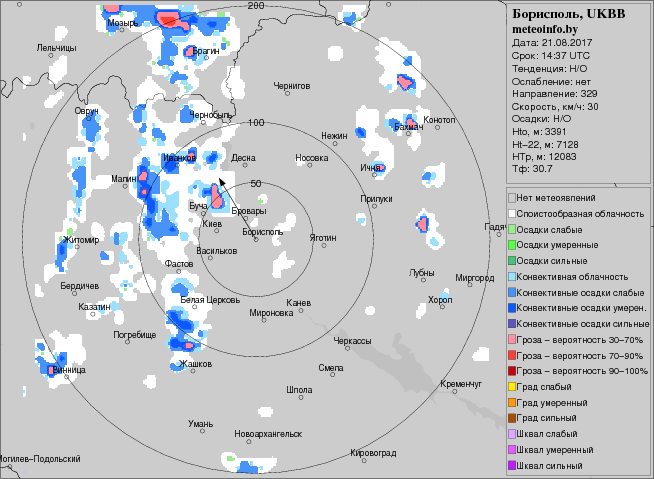 Борисполь, UKBB
meteoinfo.by
Дата: 21.08.2017
Срок: 14:37 UTC
Тенденция: Н/О
Ослабление: нет
Направление: 329
Скорость, км/ч: 30
Осадки: Н/О
Hto, м: 3391
Ht-22, м: 7128
HTp, м: 12083
Тф: 30.7
Нет метеоявлений
Слоистообразная облачность
Осадки слабые
Осадки умеренные
Осадки сильные
Конвективная облачность
Конвективные осадки слабые
Конвективные осадки умерен.
Конвективные осадки сильные
Гроза - вероятность 30-70%
Гроза - вероятность 70-90%
Гроза - вероятность 90-100%
Град слабый
Град умеренный
Град сильный
Шквал слабый
Шквал умеренный
Шквал сильный
200
Мозырь
Лельчицы
Брагин
Чернигов
Овруч
Чернобыль
100
Конотоп
Бахмач
Нежин
Иванков
Десна
Носовка
Ична
Малин
50
Прилуки
Буча
Бровары
Киев
Борисполь
Яготин
Гадяч
Житомир
Васильков
Фастов
Лубны
Миргород
Бердичев
Хорол
Белая Церковь
Канев
Казатин
Мироновка
Погребище
Черкассы
Жашков
Смела
Винница
Кременчуг
Шпола
Умань
Новоархангельск
Кировоград
Могилев-Подольский